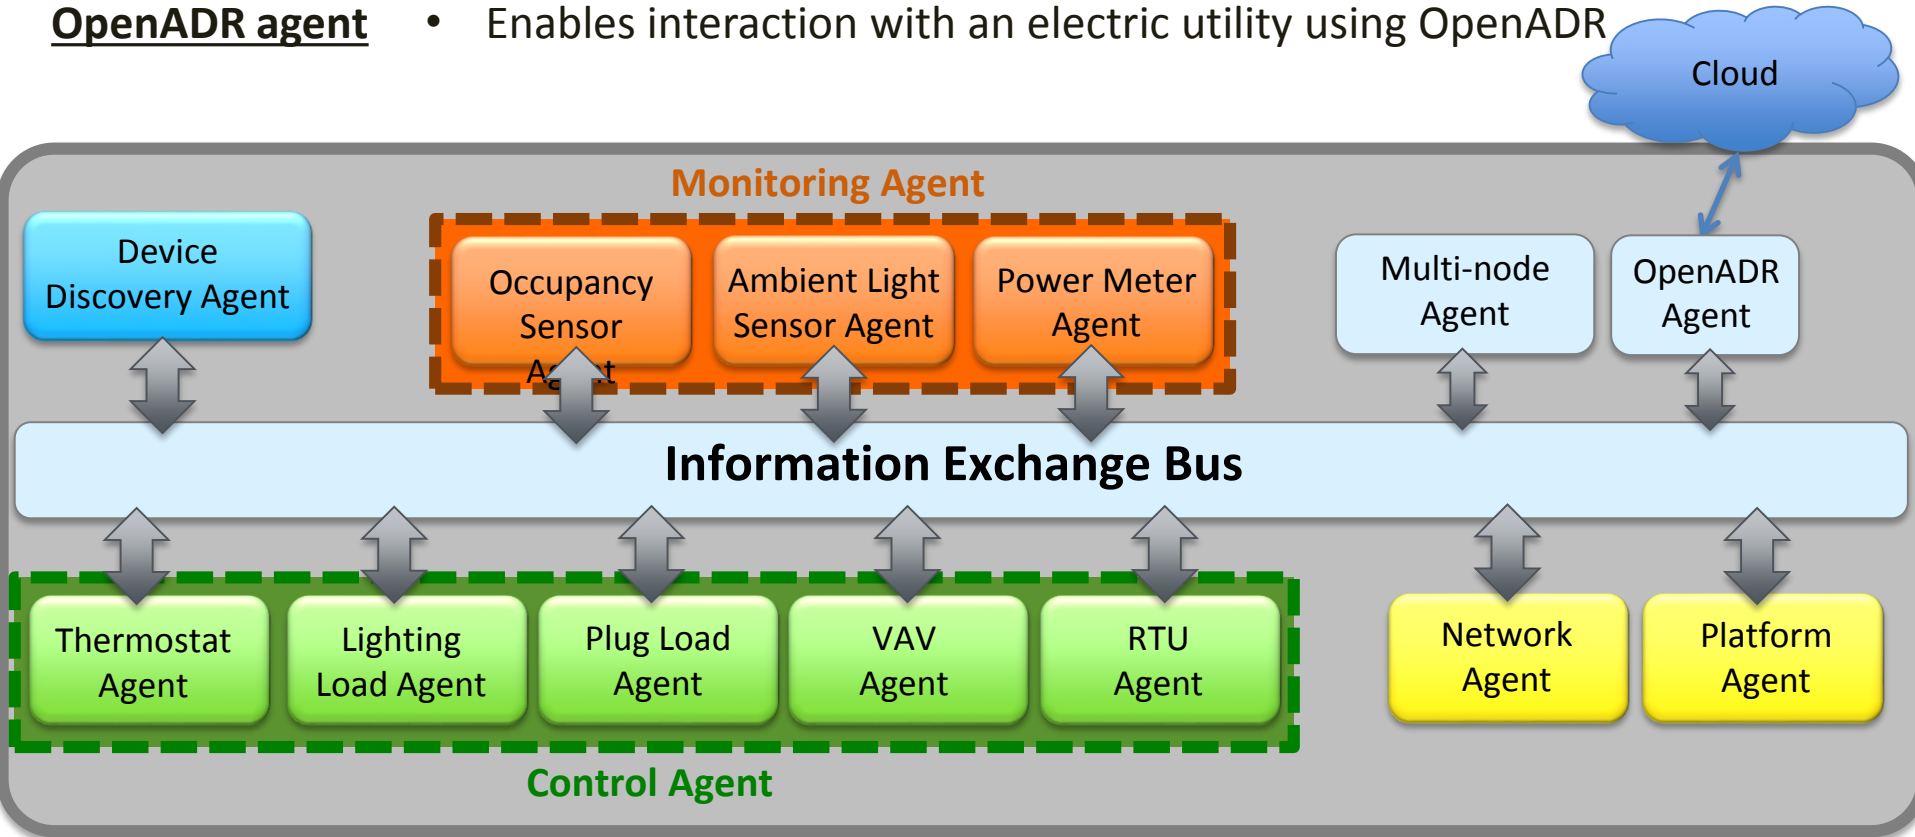 OpenADR agent • Enables interaction with an electric utility using OpenADR
Cloud
Monitoring Agent
Device
Discovery Agent
Occupancy
Sensor
Agent
Ambient Light
Sensor Agent
Power Meter
Agent
Multi-node
Agent
OpenADR
Agent
Information Exchange Bus
Thermostat
Agent
Lighting
Load Agent
Plug Load
Agent
VAV
Agent
RTU
Agent
Network
Agent
Platform
Agent
Control Agent